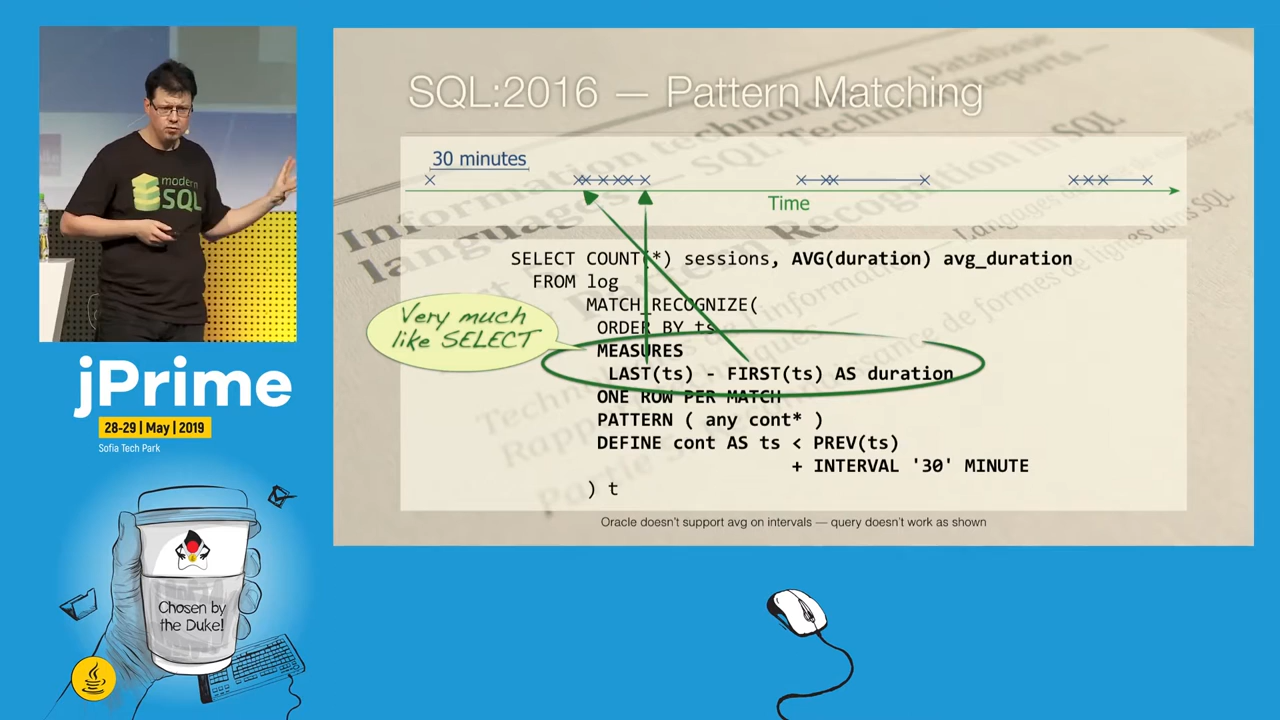 modern
SQL
jPrime
28-29 | May | 2019
Sofia Tech Park
Chosen by
the Duke!
SQL:2016 — Pattern Matching
30 minutes
Time
SELECT COUNT(*) sessions, AVG(duration) avg_duration
FROM log
MATCH_RECOGNIZE(
ORDER BY ts
Very much
like SELECT
MEASURES
LAST(ts) - FIRST(ts) AS duration
ONE ROW PER MATCH
PATTERN ( any cont* )
DEFINE cont AS ts < PREV(ts)
+ INTERVAL '30' MINUTE
) t
Oracle doesn't support avg on intervals — query doesn't work as shown